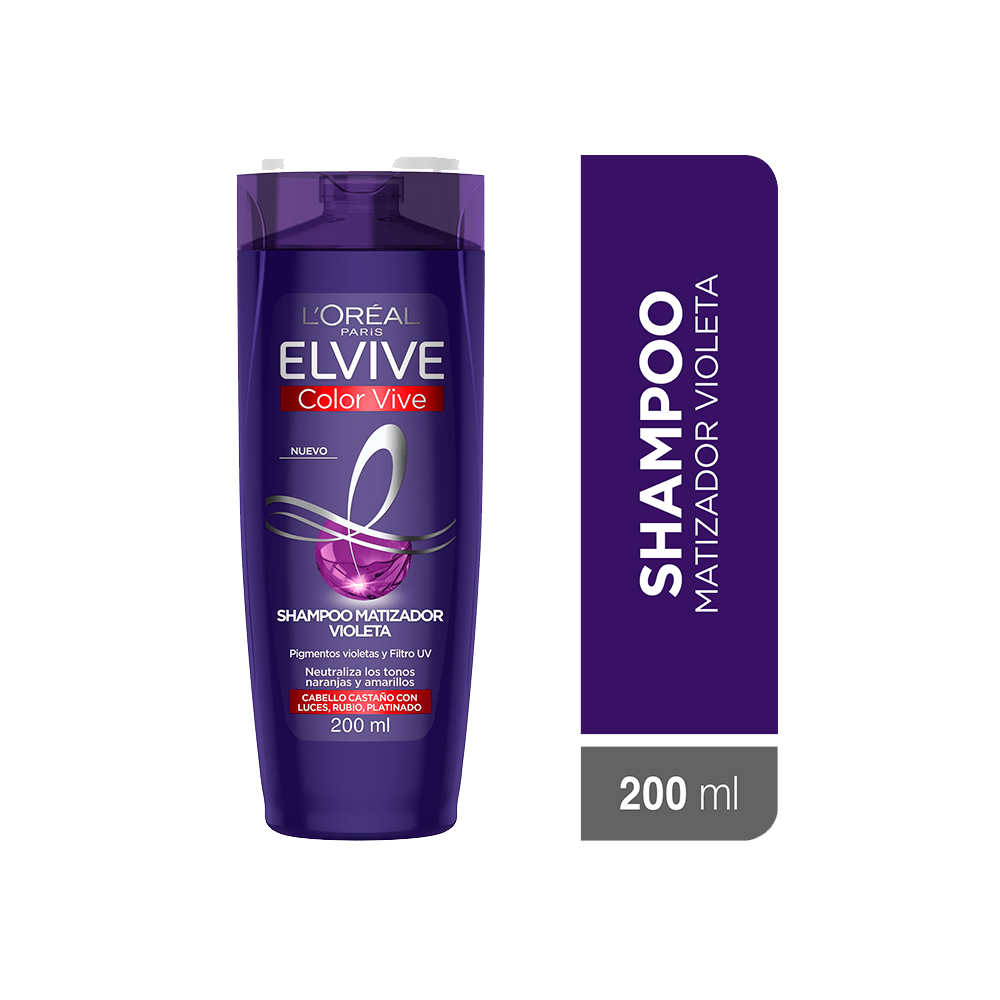 L'ORÉAL
PARIS
ELVIVE
Color Vive
NUEVO
SHAMPOO MATIZADOR
VIOLETA
Pigmentos violetas y Filtro UV
Neutraliza los tonos
naranjas y amarillos
CABELLO CASTAÑO CON
LUCES, RUBIO, PLATINADO
200 ml
SHAMPOO
MATIZADOR VIOLETA
200 ml